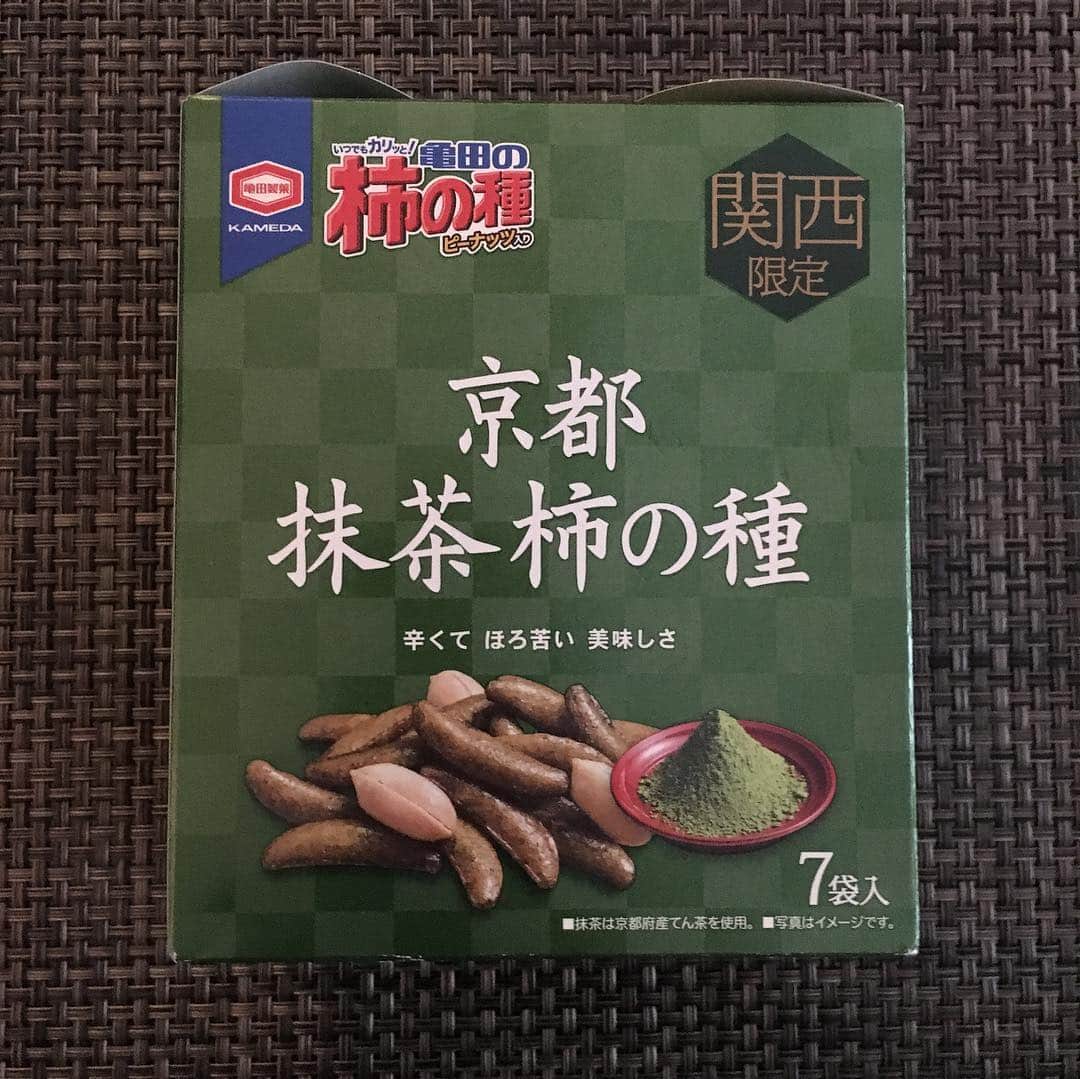 亀田製菓
KAMEDA
いつでもカリッと!
亀田の
柿の種
ピーナッツ入り
関西
限定
京都
抹茶 柿の種
辛くて ほろ苦い 美味しさ
7袋入
■抹茶は京都府産てん茶を使用。■写真はイメージです。